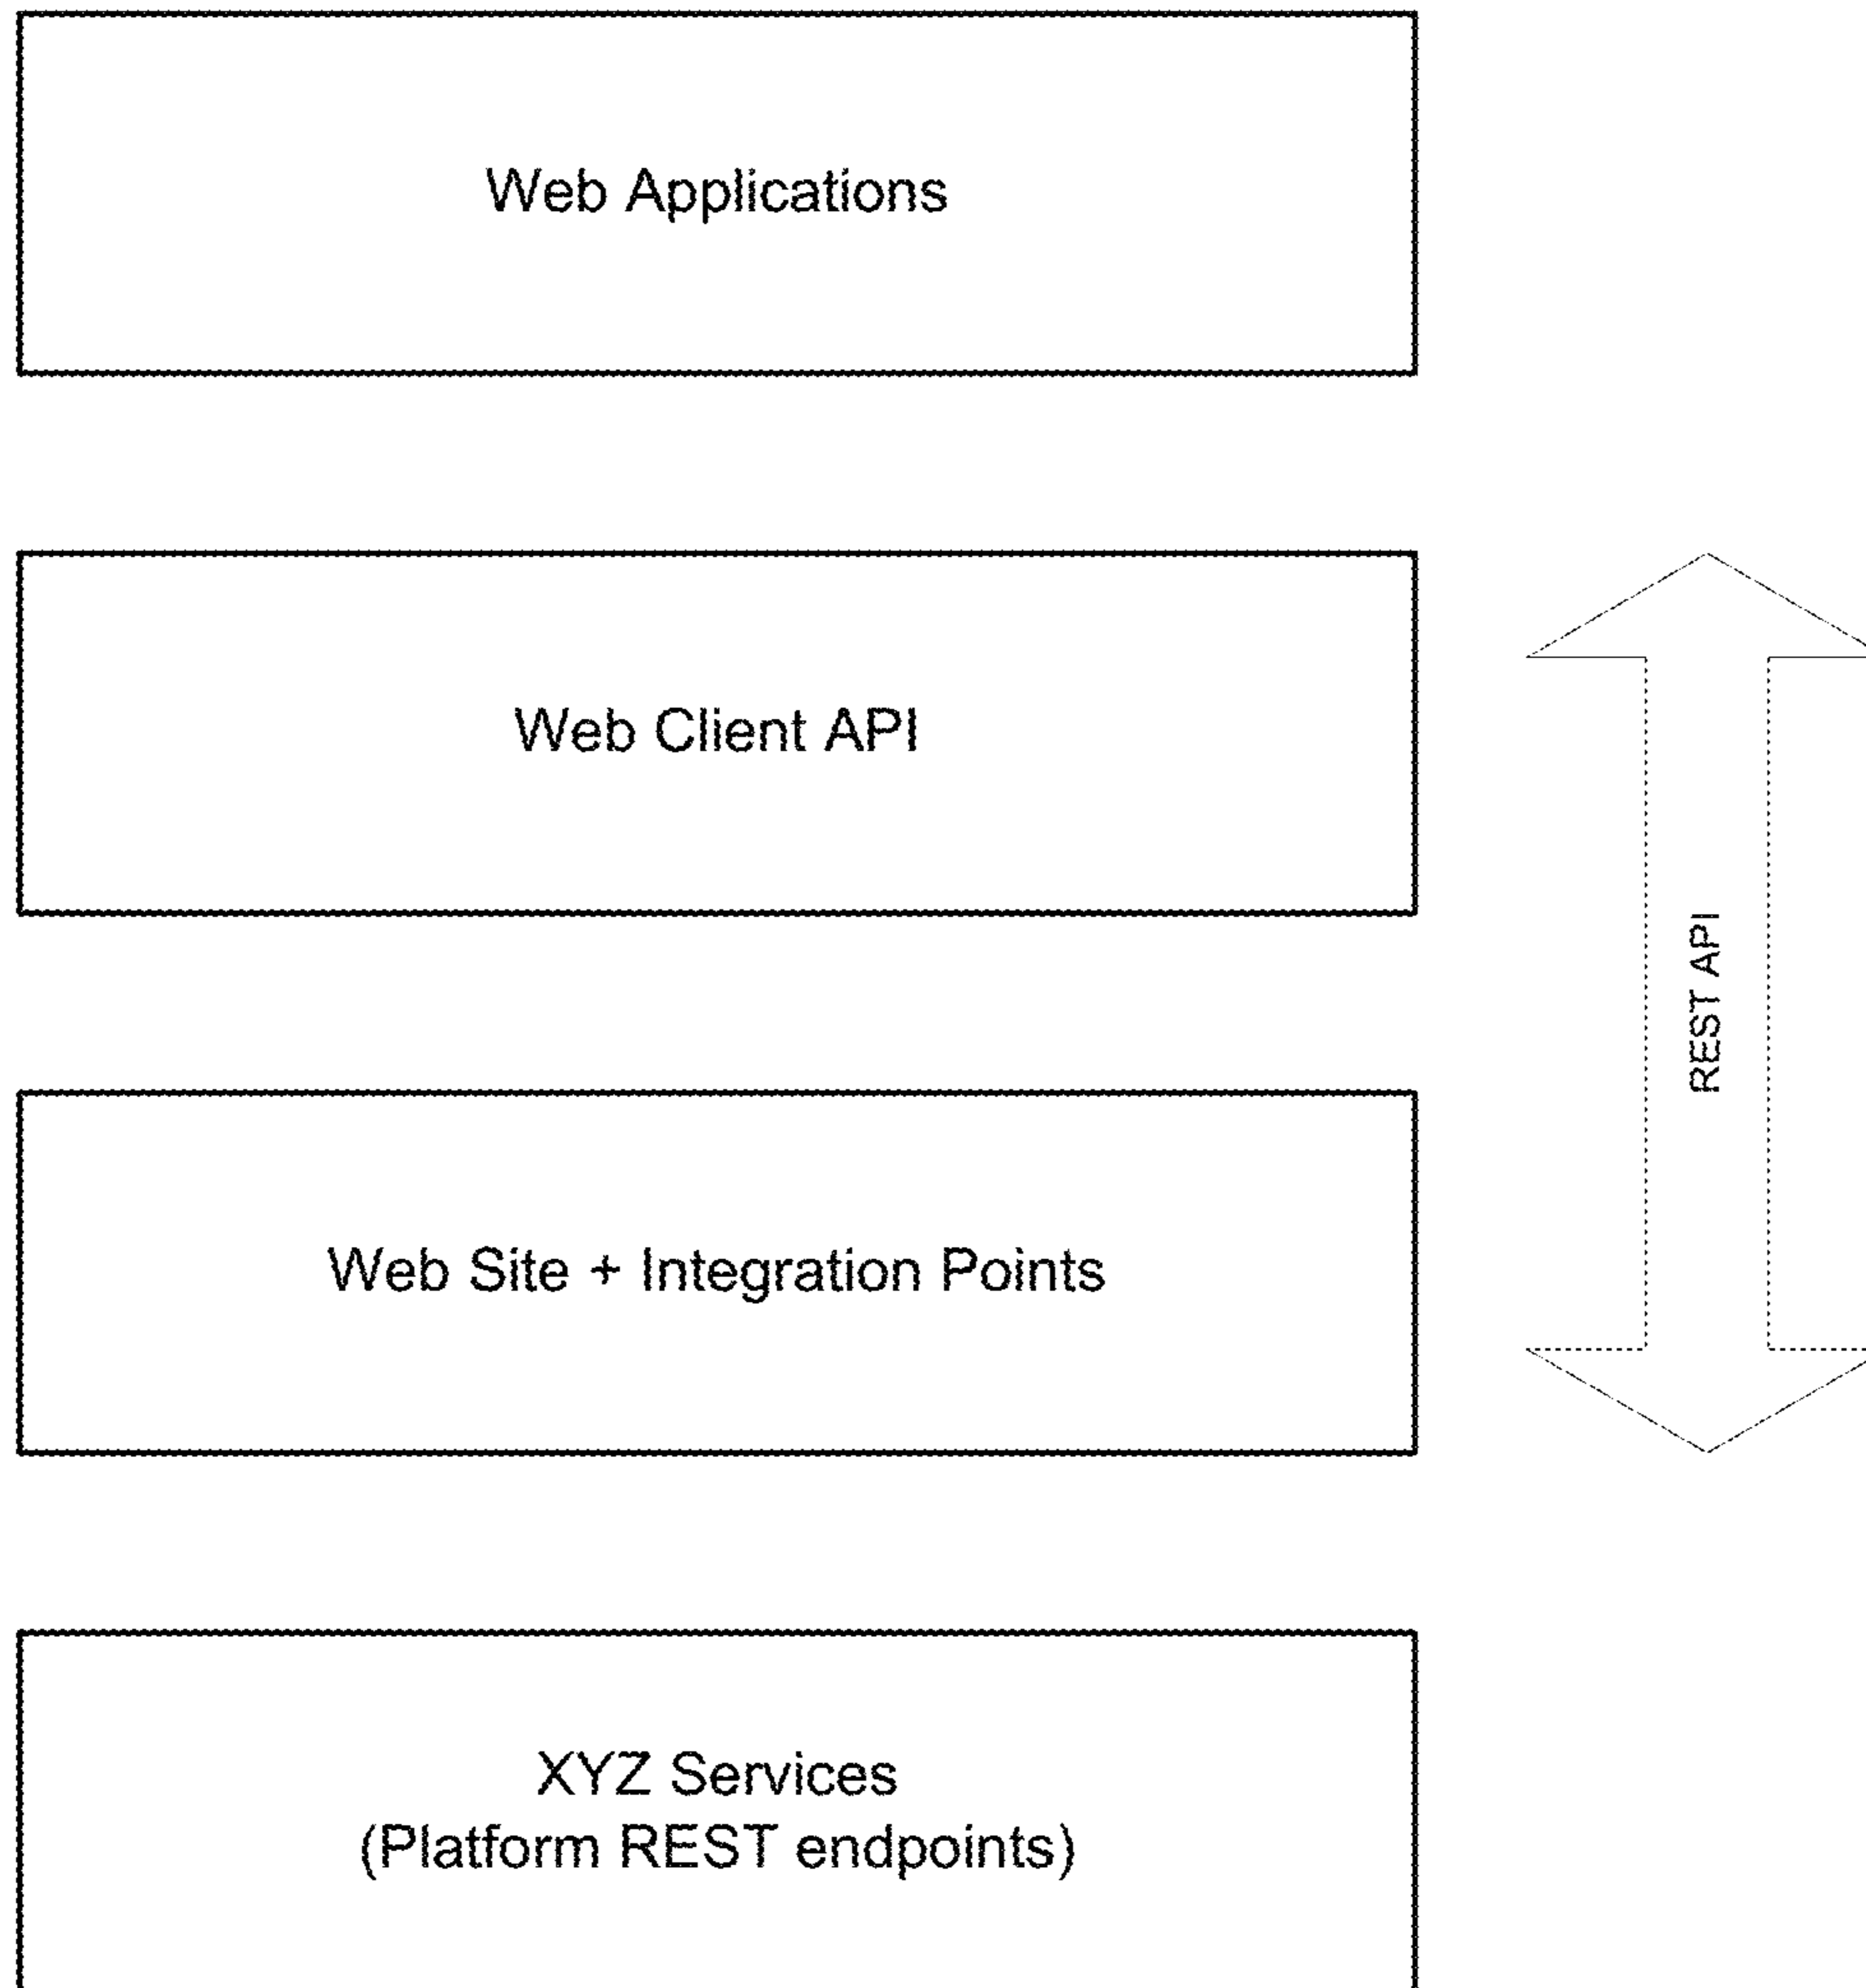 Web Applications
Web Client API
REST API
Web Site + Integration Points
XYZ Services
(Platform REST endpoints)